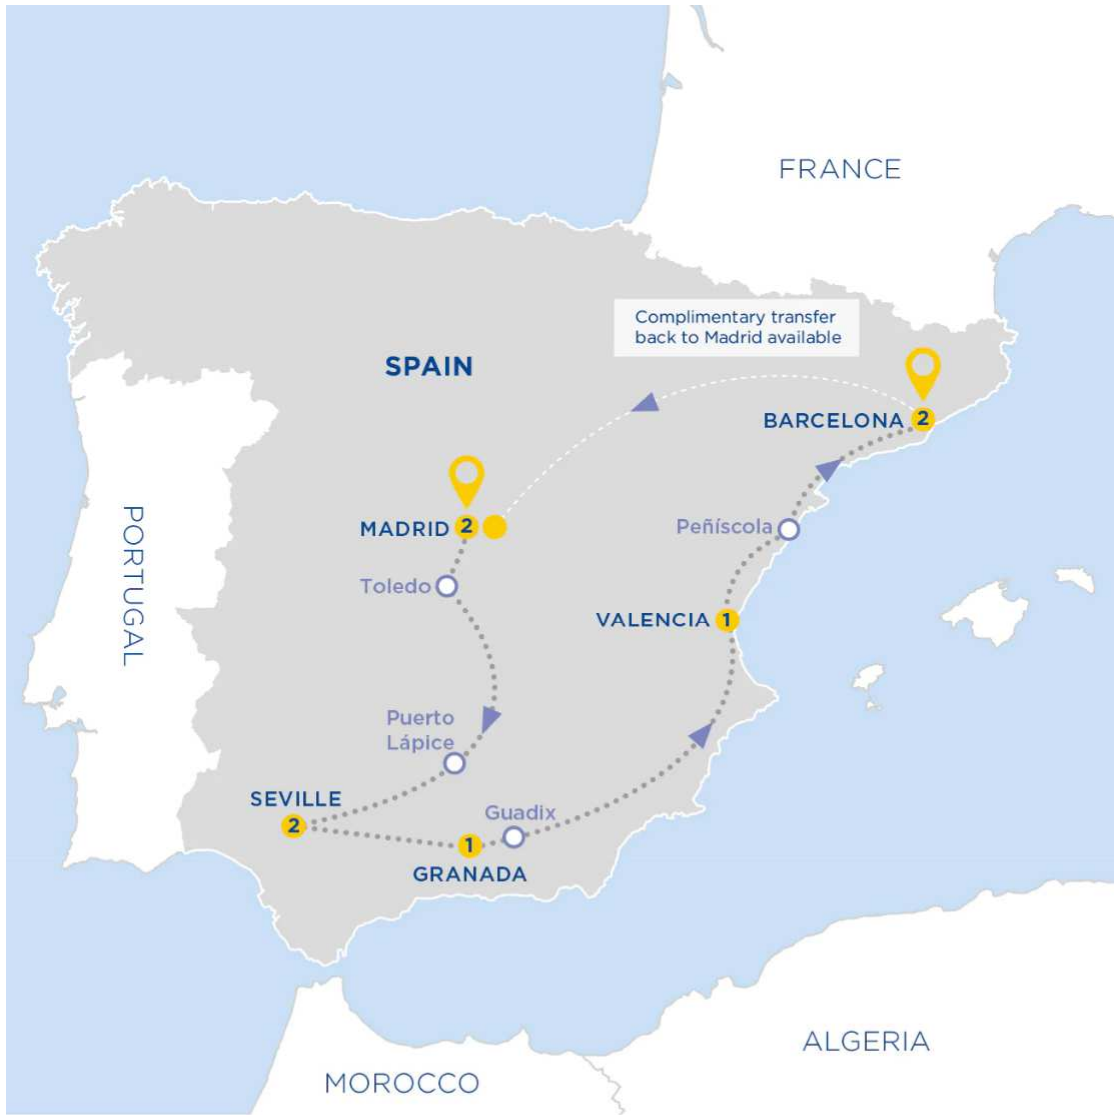 FRANCE
Complimentary transfer
back to Madrid available
SPAIN
BARCELONA 2
MADRID 2
Peñíscola
PORTUGAL
Toledo
VALENCIA 1
Puerto
Lápice
SEVILLE
2
Guadix
1
GRANADA
ALGERIA
MOROCCO